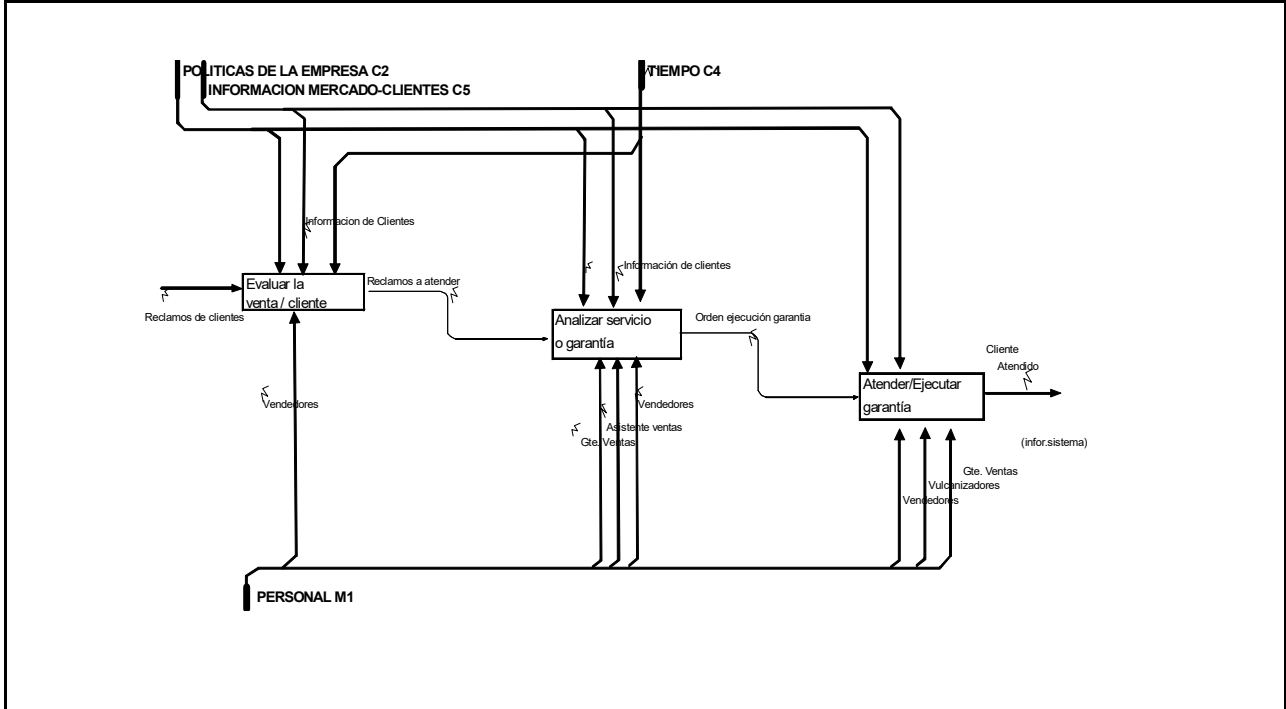 POLITICAS DE LA EMPRESA C2
TIEMPO C4
INFORMACION MERCADO-CLIENTES C5
Informacion de Clientes
Información de clientes
Evaluar la
venta / cliente
Reclamos a atender
Reclamos de clientes
Analizar servicio
o garantía
Orden ejecución garantia
Cliente
Atendido
Atender/Ejecutar
garantía
Vendedores
Vendedores
Asistente ventas
Gte. Ventas
(infor.sistema)
Gte. Ventas
Vulcanizadores
Vendedores
PERSONAL M1